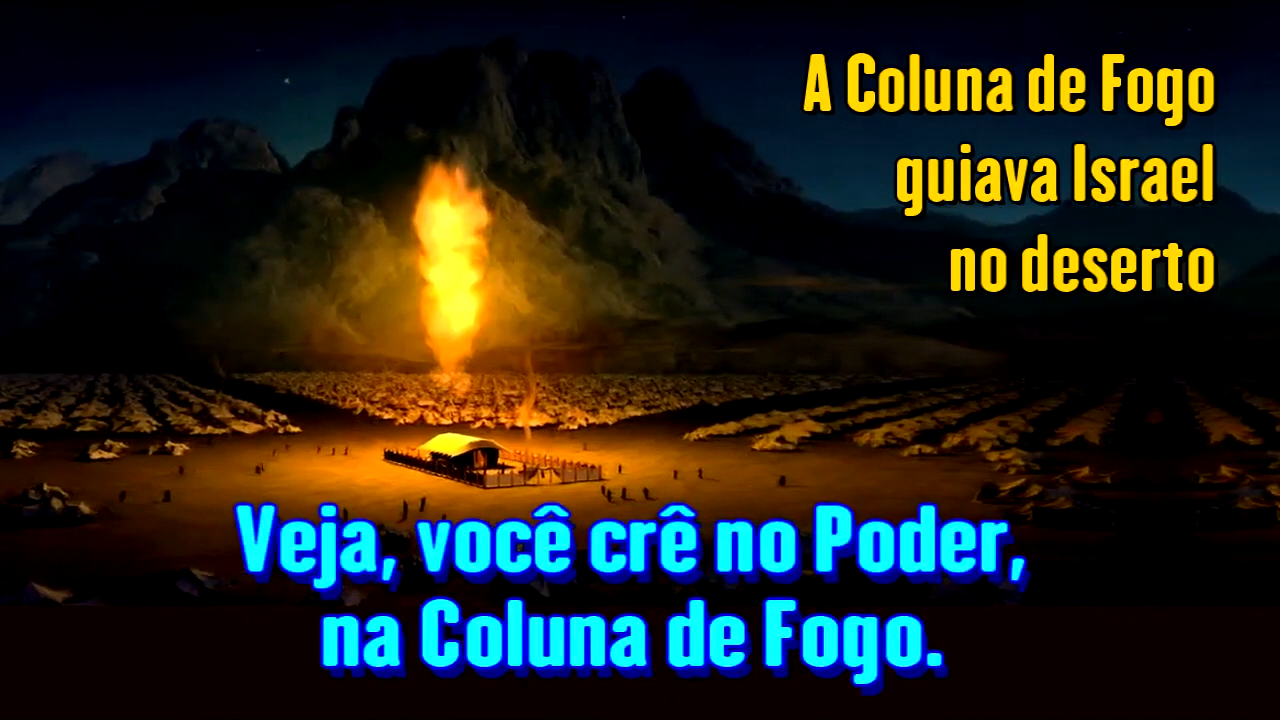 A Coluna de Fogo
guiava Israel
no deserto
Veja, você crê no Poder,
na Coluna de Fogo.